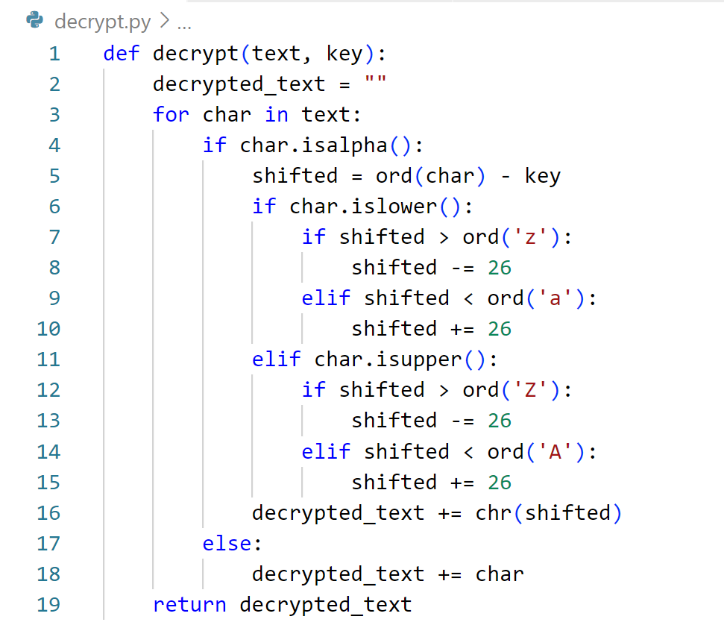 decrypt.py > ...
1 def decrypt(text, key):
2     decrypted_text = ""
3     for char in text:
4         if char.isalpha():
5             shifted = ord(char) - key
6             if char.islower():
7                 if shifted > ord('z'):
8                     shifted -= 26
9                 elif shifted < ord('a'):
10                     shifted += 26
11             elif char.isupper():
12                 if shifted > ord('Z'):
13                     shifted -= 26
14                 elif shifted < ord('A'):
15                     shifted += 26
16             decrypted_text += chr(shifted)
17         else:
18             decrypted_text += char
19     return decrypted_text